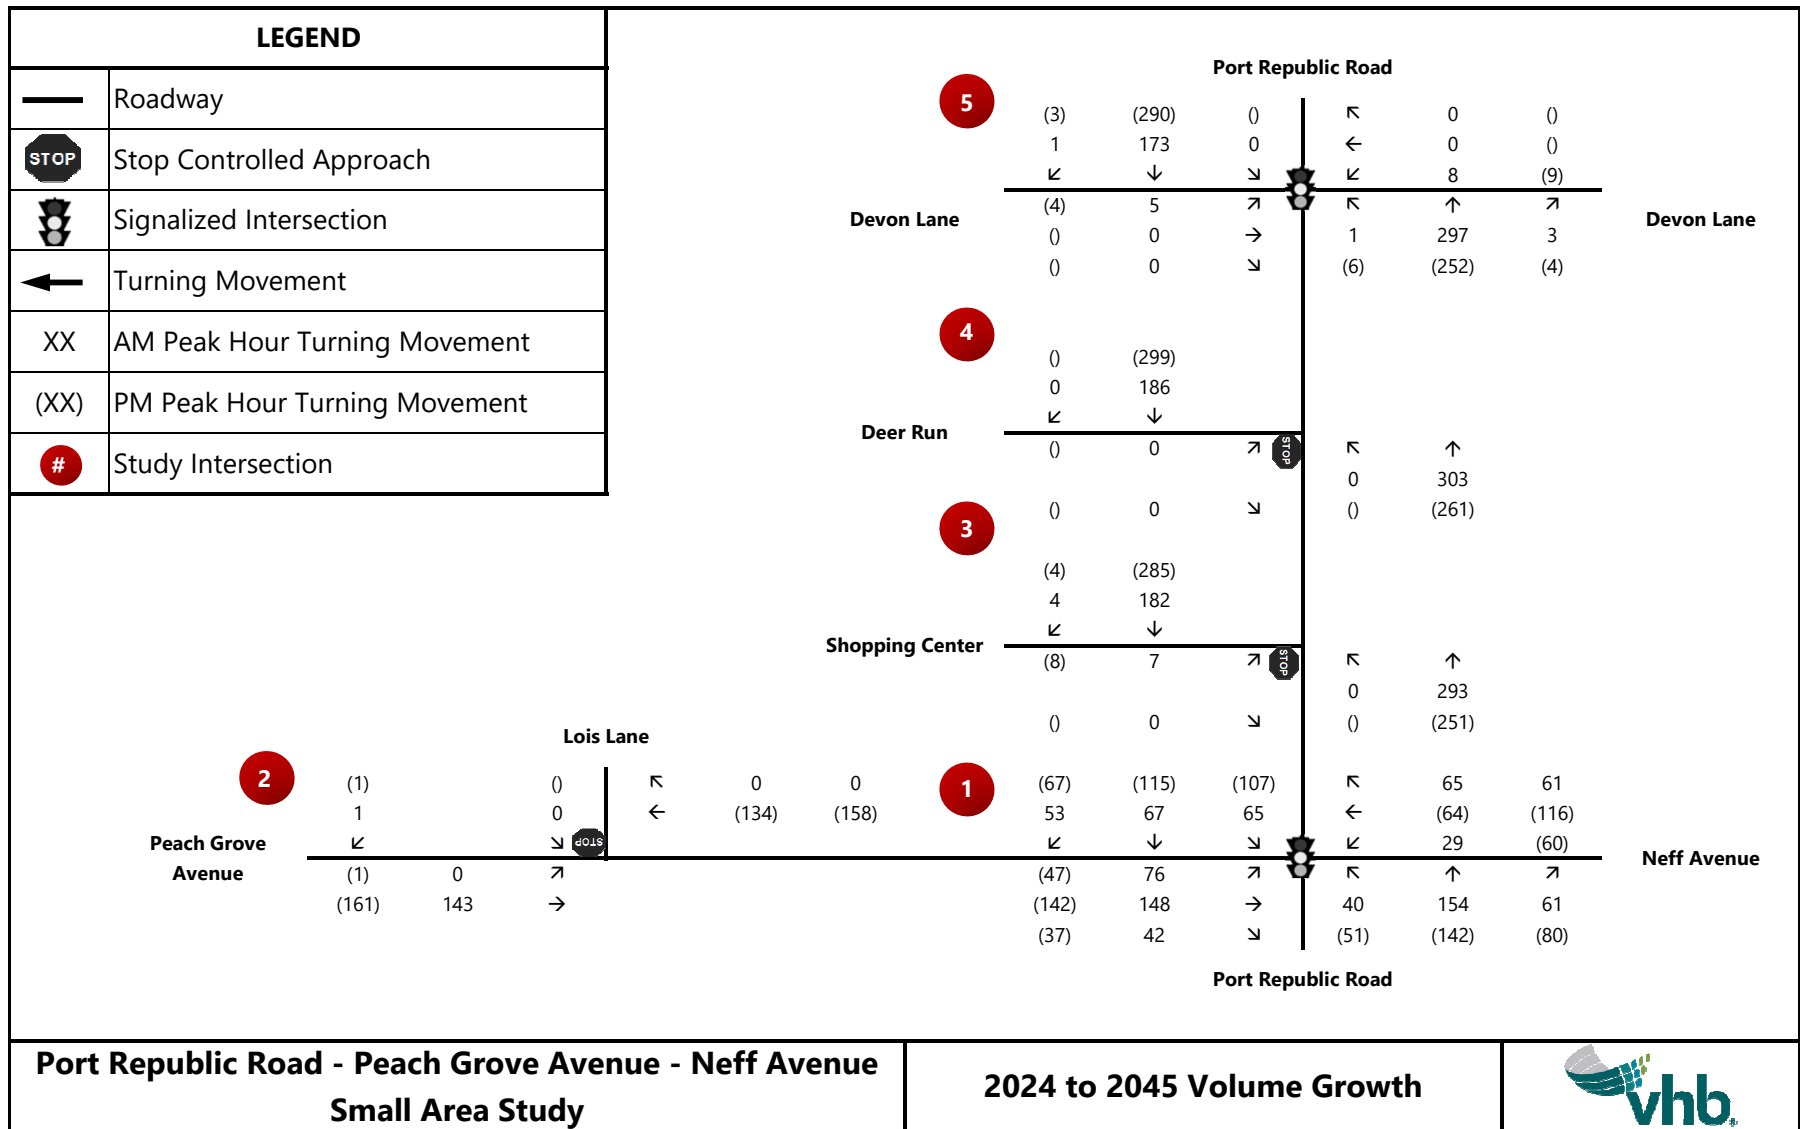 LEGEND
Roadway
STOP Stop Controlled Approach
Signalized Intersection
Turning Movement
XX AM Peak Hour Turning Movement
(XX) PM Peak Hour Turning Movement
# Study Intersection
Port Republic Road
5
(3) (290) () ↖ 0 ()
1 173 0 ← 0 ()
↙ ↓ ↘ ↙ 8 (9)
Devon Lane (4) 5 ↗ ↖ ↑ ↗ Devon Lane
() 0 → 1 297 3
() 0 ↘ (6) (252) (4)
4
() (299)
0 186
↙ ↓
Deer Run
() 0 ↗ STOP ↖ ↑
0 303
() 0 ↘ () (261)
3
(4) (285)
4 182
↙ ↓
Shopping Center
(8) 7 ↗ STOP ↖ ↑
0 293
() 0 ↘ () (251)
Lois Lane
2 (1) () ↖ 0 0
1 0 ← (134) (158)
Peach Grove ↙ ↘ STOP
Avenue (1) 0 ↗
(161) 143 →
1 (67) (115) (107) ↖ 65 61
53 67 65 ← (64) (116)
↙ ↓ ↘ ↙ 29 (60)
Neff Avenue
(47) 76 ↗ ↖ ↑ ↗
(142) 148 → 40 154 61
(37) 42 ↘ (51) (142) (80)
Port Republic Road
Port Republic Road - Peach Grove Avenue - Neff Avenue
Small Area Study
2024 to 2045 Volume Growth
vhb